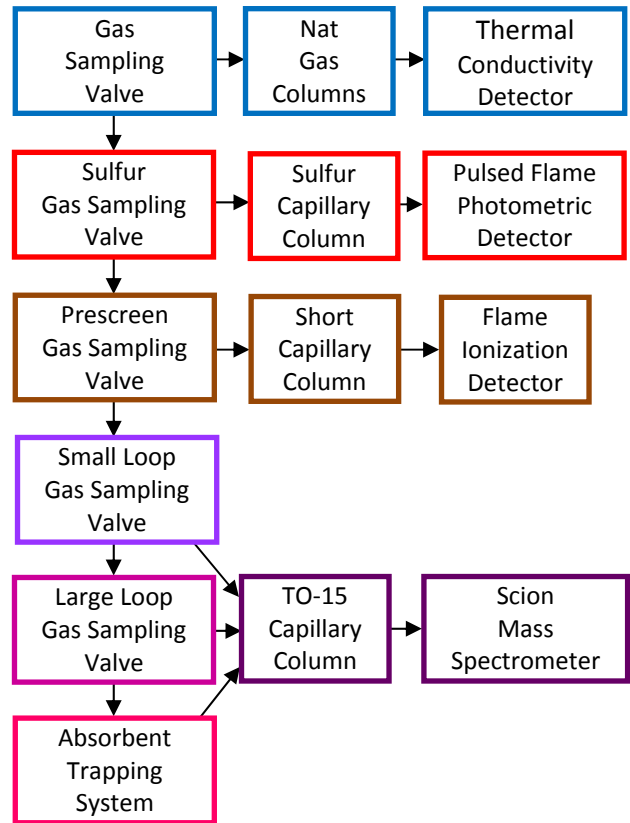 Gas
Sampling
Valve
Nat
Gas
Columns
Thermal
Conductivity
Detector
Sulfur
Gas Sampling
Valve
Sulfur
Capillary
Column
Pulsed Flame
Photometric
Detector
Prescreen
Gas Sampling
Valve
Short
Capillary
Column
Flame
Ionization
Detector
Small Loop
Gas Sampling
Valve
Large Loop
Gas Sampling
Valve
TO-15
Capillary
Column
Scion
Mass
Spectrometer
Absorbent
Trapping
System